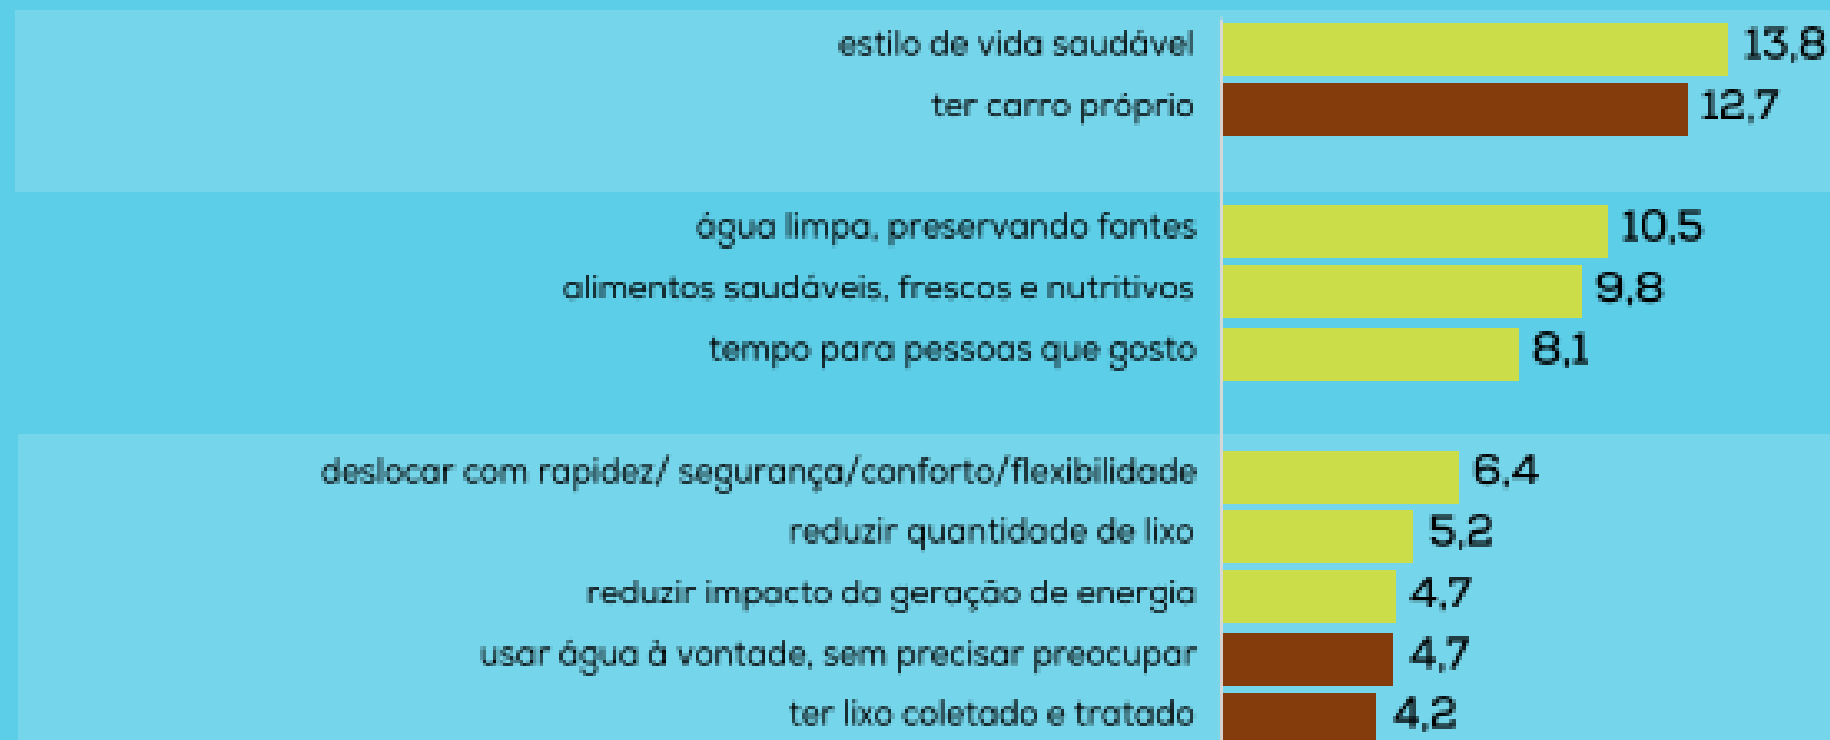 estilo de vida saudável 13,8
ter carro próprio 12,7
água limpa, preservando fontes 10,5
alimentos saudáveis, frescos e nutritivos 9,8
tempo para pessoas que gosto 8,1
deslocar com rapidez/ segurança/conforto/flexibilidade 6,4
reduzir quantidade de lixo 5,2
reduzir impacto da geração de energia 4,7
usar água à vontade, sem precisar preocupar 4,7
ter lixo coletado e tratado 4,2